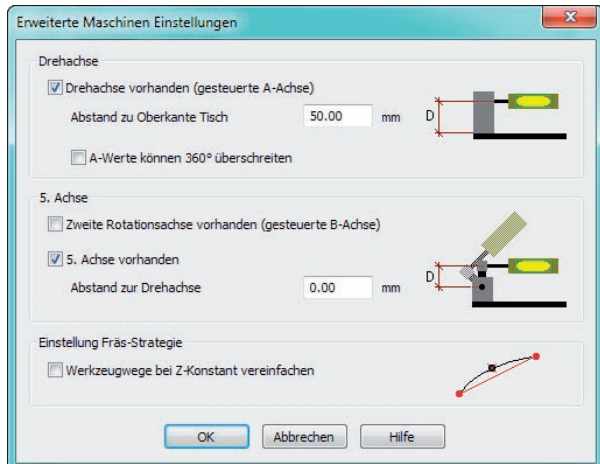 Erweiterte Maschinen Einstellungen
Drehachse
Drehachse vorhanden (gesteuerte A-Achse)
Abstand zu Oberkante Tisch 50.00 mm D
A-Werte können 360° überschreiten
5. Achse
Zweite Rotationsachse vorhanden (gesteuerte B-Achse)
5. Achse vorhanden
Abstand zur Drehachse 0.00 mm D
Einstellung Fräs-Strategie
Werkzeugwege bei Z-Konstant vereinfachen
OK Abbrechen Hilfe